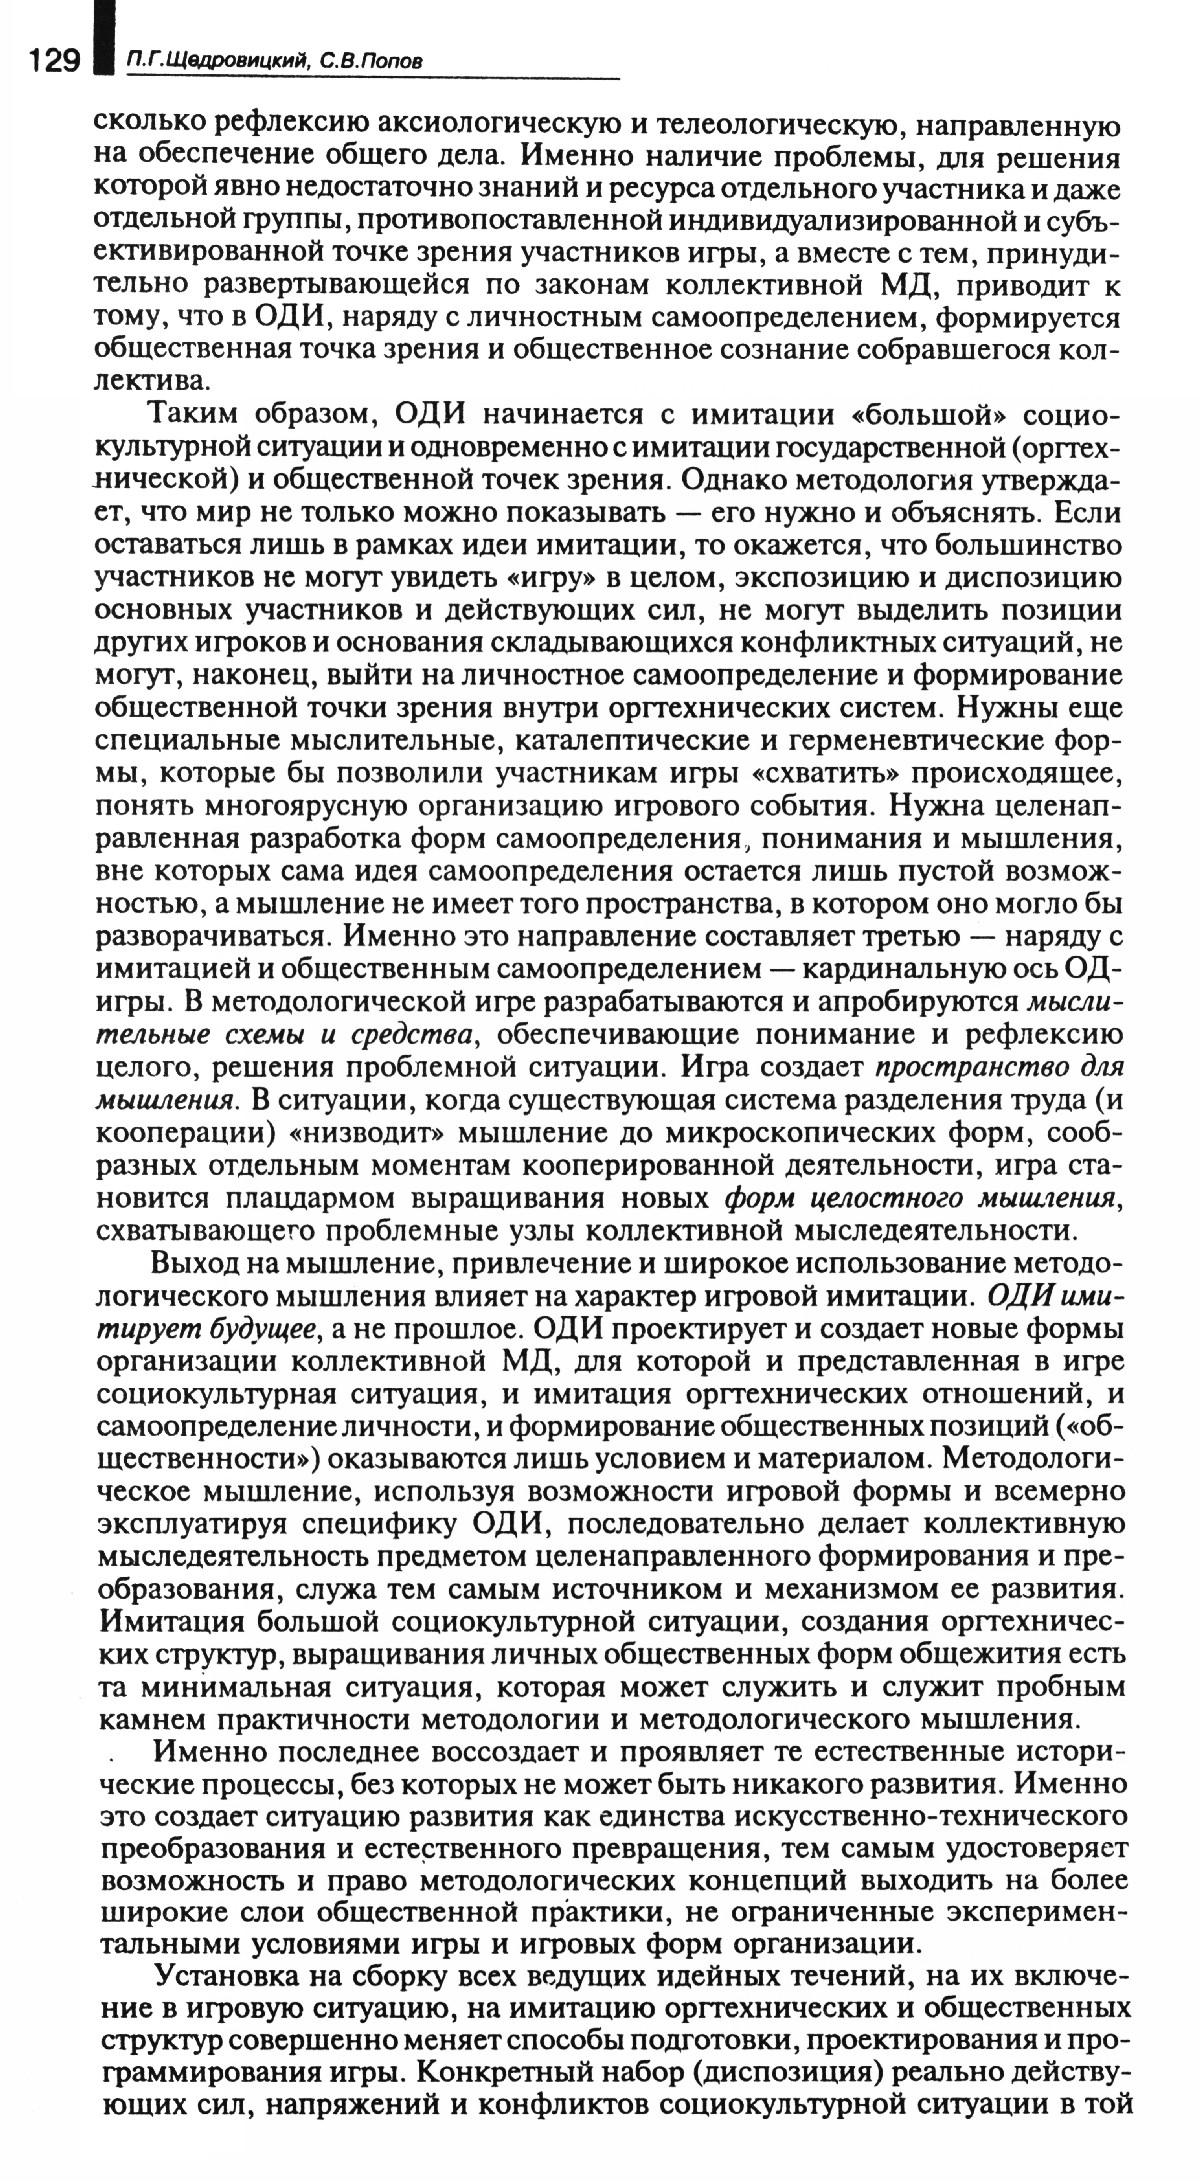 129
П.Г.Щедровицкий, С.В.Попов
сколько рефлексию аксиологическую и телеологическую, направленную
на обеспечение общего дела. Именно наличие проблемы, для решения
которой явно недостаточно знаний и ресурса отдельного участника и даже
отдельной группы, противопоставленной индивидуализированной и субъ-
ективированной точке зрения участников игры, а вместе с тем, принуди-
тельно развертывающейся по законам коллективной МД, приводит к
тому, что в ОДИ, наряду с личностным самоопределением, формируется
общественная точка зрения и общественное сознание собравшегося кол-
лектива.
Таким образом, ОДИ начинается с имитации «большой» социо-
культурной ситуации и одновременно с имитации государственной (оргтех-
нической) и общественной точек зрения. Однако методология утвержда-
ет, что мир не только можно показывать — его нужно и объяснять. Если
оставаться лишь в рамках идеи имитации, то окажется, что большинство
участников не могут увидеть «игру» в целом, экспозицию и диспозицию
основных участников и действующих сил, не могут выделить позиции
других игроков и основания складывающихся конфликтных ситуаций, не
могут, наконец, выйти на личностное самоопределение и формирование
общественной точки зрения внутри оргтехнических систем. Нужны еще
специальные мыслительные, каталептические и герменевтические фор-
мы, которые бы позволили участникам игры «схватить» происходящее,
понять многоярусную организацию игрового события. Нужна целенап-
равленная разработка форм самоопределения, понимания и мышления,
вне которых сама идея самоопределения остается лишь пустой возмож-
ностью, а мышление не имеет того пространства, в котором оно могло бы
разворачиваться. Именно это направление составляет третью — наряду с
имитацией и общественным самоопределением — кардинальную ось ОД-
игры. В методологической игре разрабатываются и апробируются мысли-
тельные схемы и средства, обеспечивающие понимание и рефлексию
целого, решения проблемной ситуации. Игра создает пространство для
мышления. В ситуации, когда существующая система разделения труда (и
кооперации) «низводит» мышление до микроскопических форм, сооб-
разных отдельным моментам кооперированной деятельности, игра ста-
новится плацдармом выращивания новых форм целостного мышления,
схватывающего проблемные узлы коллективной мыследеятельности.
Выход на мышление, привлечение и широкое использование методо-
логического мышления влияет на характер игровой имитации. ОДИ ими-
тирует будущее, а не прошлое. ОДИ проектирует и создает новые формы
организации коллективной МД, для которой и представленная в игре
социокультурная ситуация, и имитация оргтехнических отношений, и
самоопределение личности, и формирование общественных позиций («об-
щественности») оказываются лишь условием и материалом. Методологи-
ческое мышление, используя возможности игровой формы и всемерно
эксплуатируя специфику ОДИ, последовательно делает коллективную
мыследеятельность предметом целенаправленного формирования и пре-
образования, служа тем самым источником и механизмом ее развития.
Имитация большой социокультурной ситуации, создания оргтехничес-
ких структур, выращивания личных общественных форм общежития есть
та минимальная ситуация, которая может служить и служит пробным
камнем практичности методологии и методологического мышления.
Именно последнее воссоздает и проявляет те естественные истори-
ческие процессы, без которых не может быть никакого развития. Именно
это создает ситуацию развития как единства искусственно-технического
преобразования и естественного превращения, тем самым удостоверяет
возможность и право методологических концепций выходить на более
широкие слои общественной практики, не ограниченные эксперимен-
тальными условиями игры и игровых форм организации.
Установка на сборку всех ведущих идейных течений, на их включе-
ние в игровую ситуацию, на имитацию оргтехнических и общественных
структур совершенно меняет способы подготовки, проектирования и про-
граммирования игры. Конкретный набор (диспозиция) реально действу-
ющих сил, напряжений и конфликтов социокультурной ситуации в той